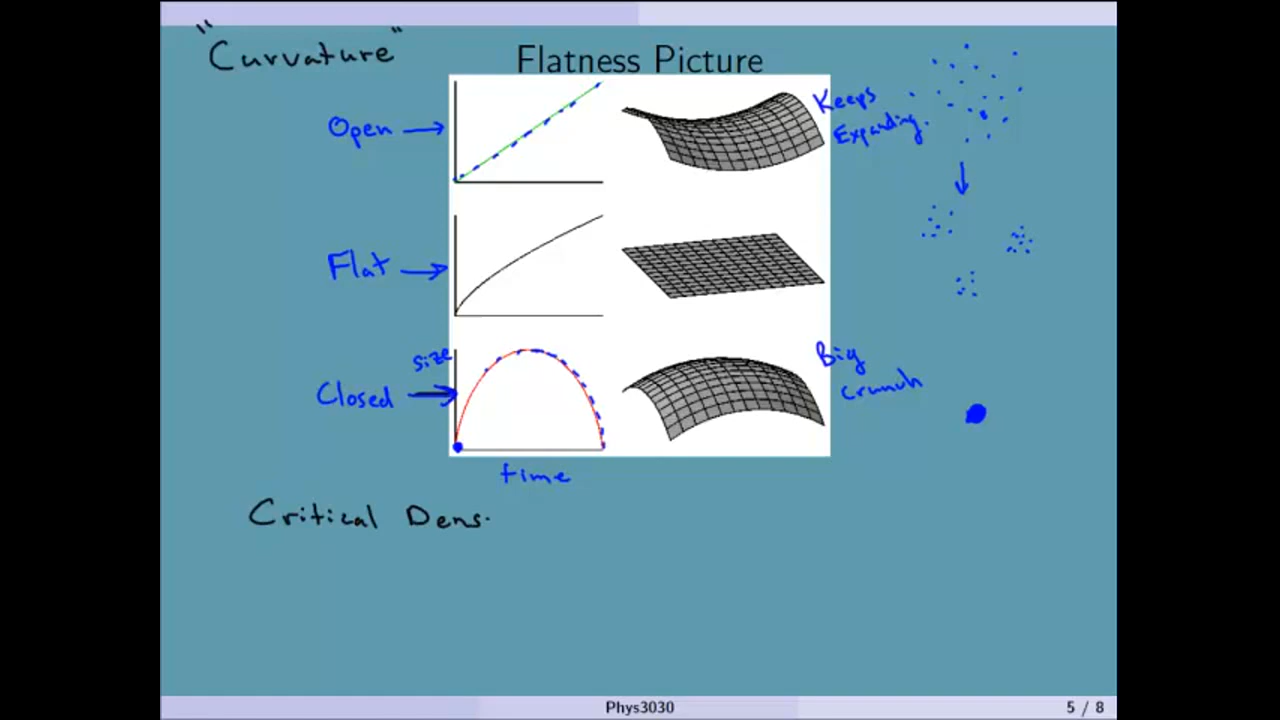 "Curvature"
Flatness Picture
Open
Keeps
Expanding.
Flat
size
Closed
Big
crunch
time
Critical Dens.
Phys3030
5 / 8